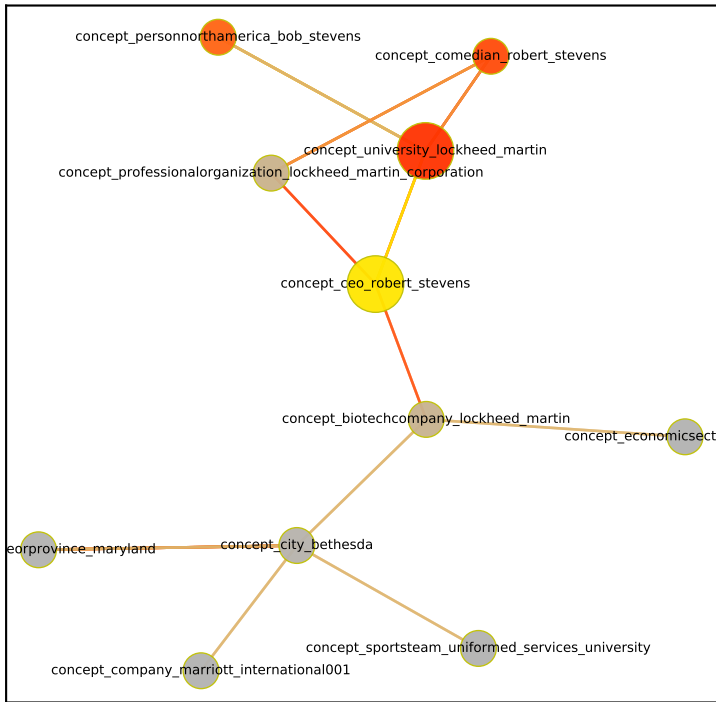 concept_personnorthamerica_bob_stevens
concept_comedian_robert_stevens
concept_university_lockheed_martin
concept_professionalorganization_lockheed_martin_corporation
concept_ceo_robert_stevens
concept_biotechcompany_lockheed_martin
concept_economicsect
eorprovince_maryland
concept_city_bethesda
concept_sportsteam_uniformed_services_university
concept_company_marriott_international001